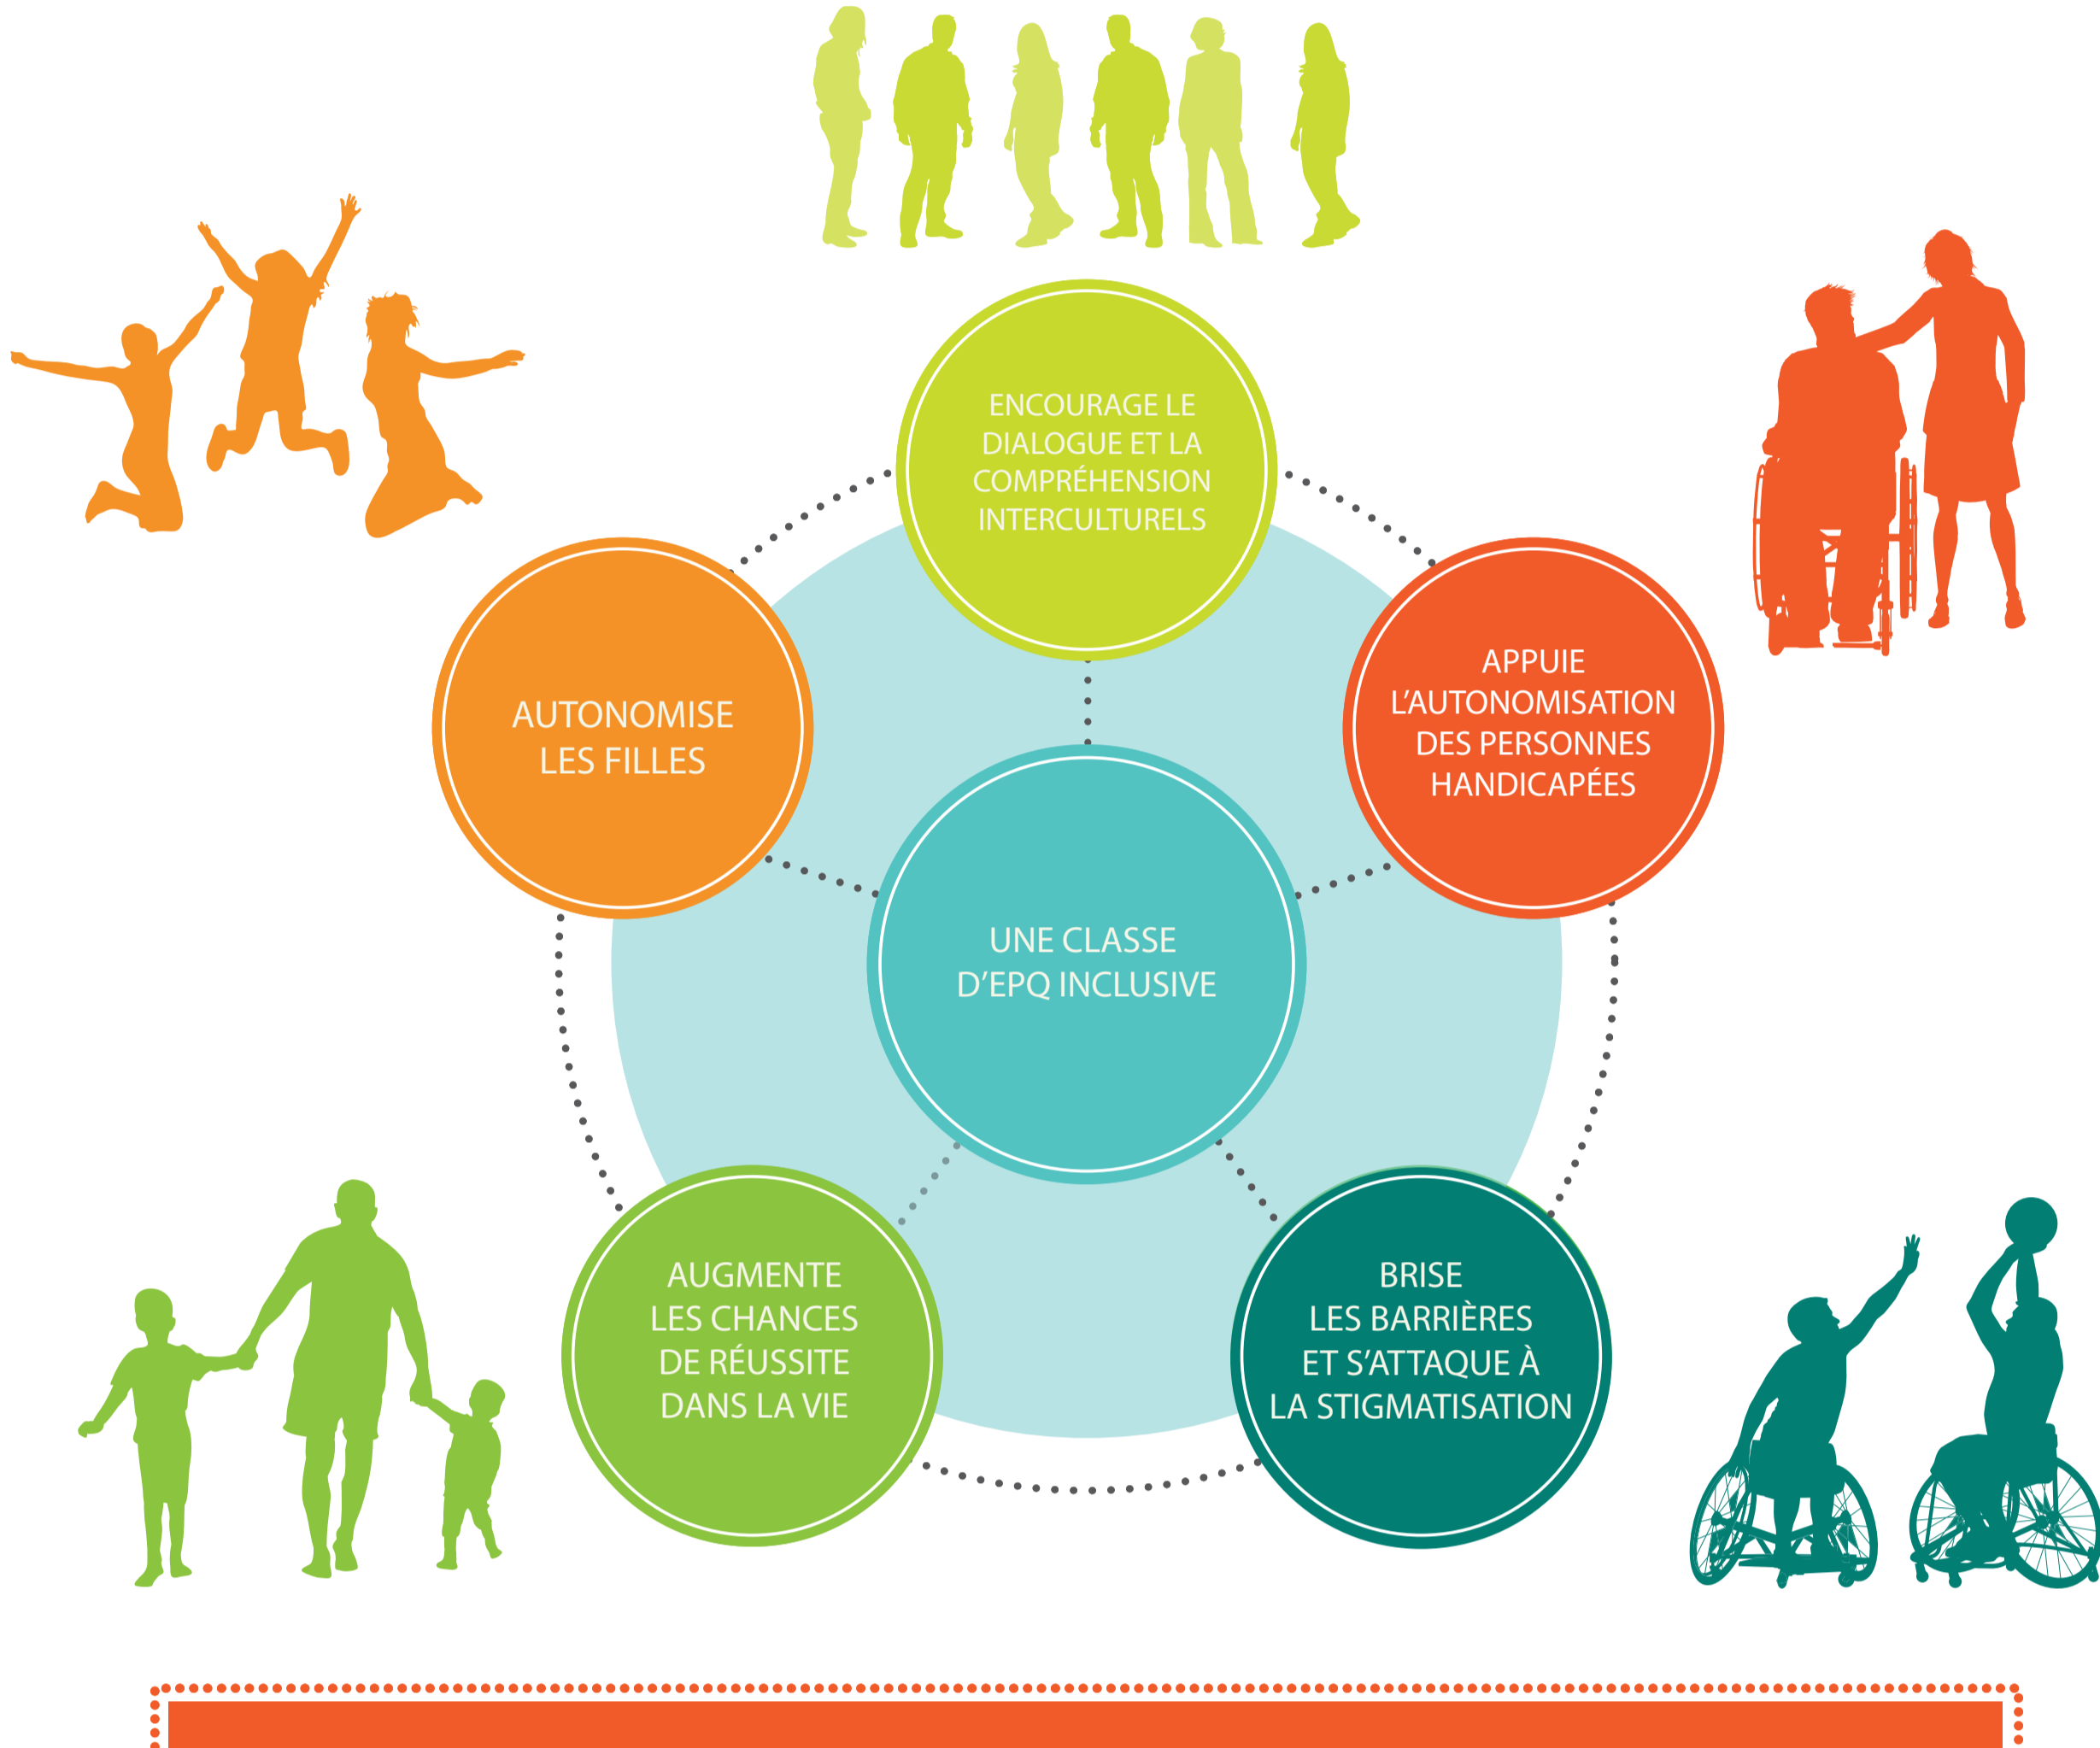 ENCOURAGE LE
DIALOGUE ET LA
COMPRÉHENSION
INTERCULTURELS
APPUIE
L'AUTONOMISATION
DES PERSONNES
HANDICAPÉES
AUTONOMISE
LES FILLES
UNE CLASSE
D'EPQ INCLUSIVE
AUGMENTE
LES CHANCES
DE RÉUSSITE
DANS LA VIE
BRISE
LES BARRIÈRES
ET S'ATTAQUE À
LA STIGMATISATION